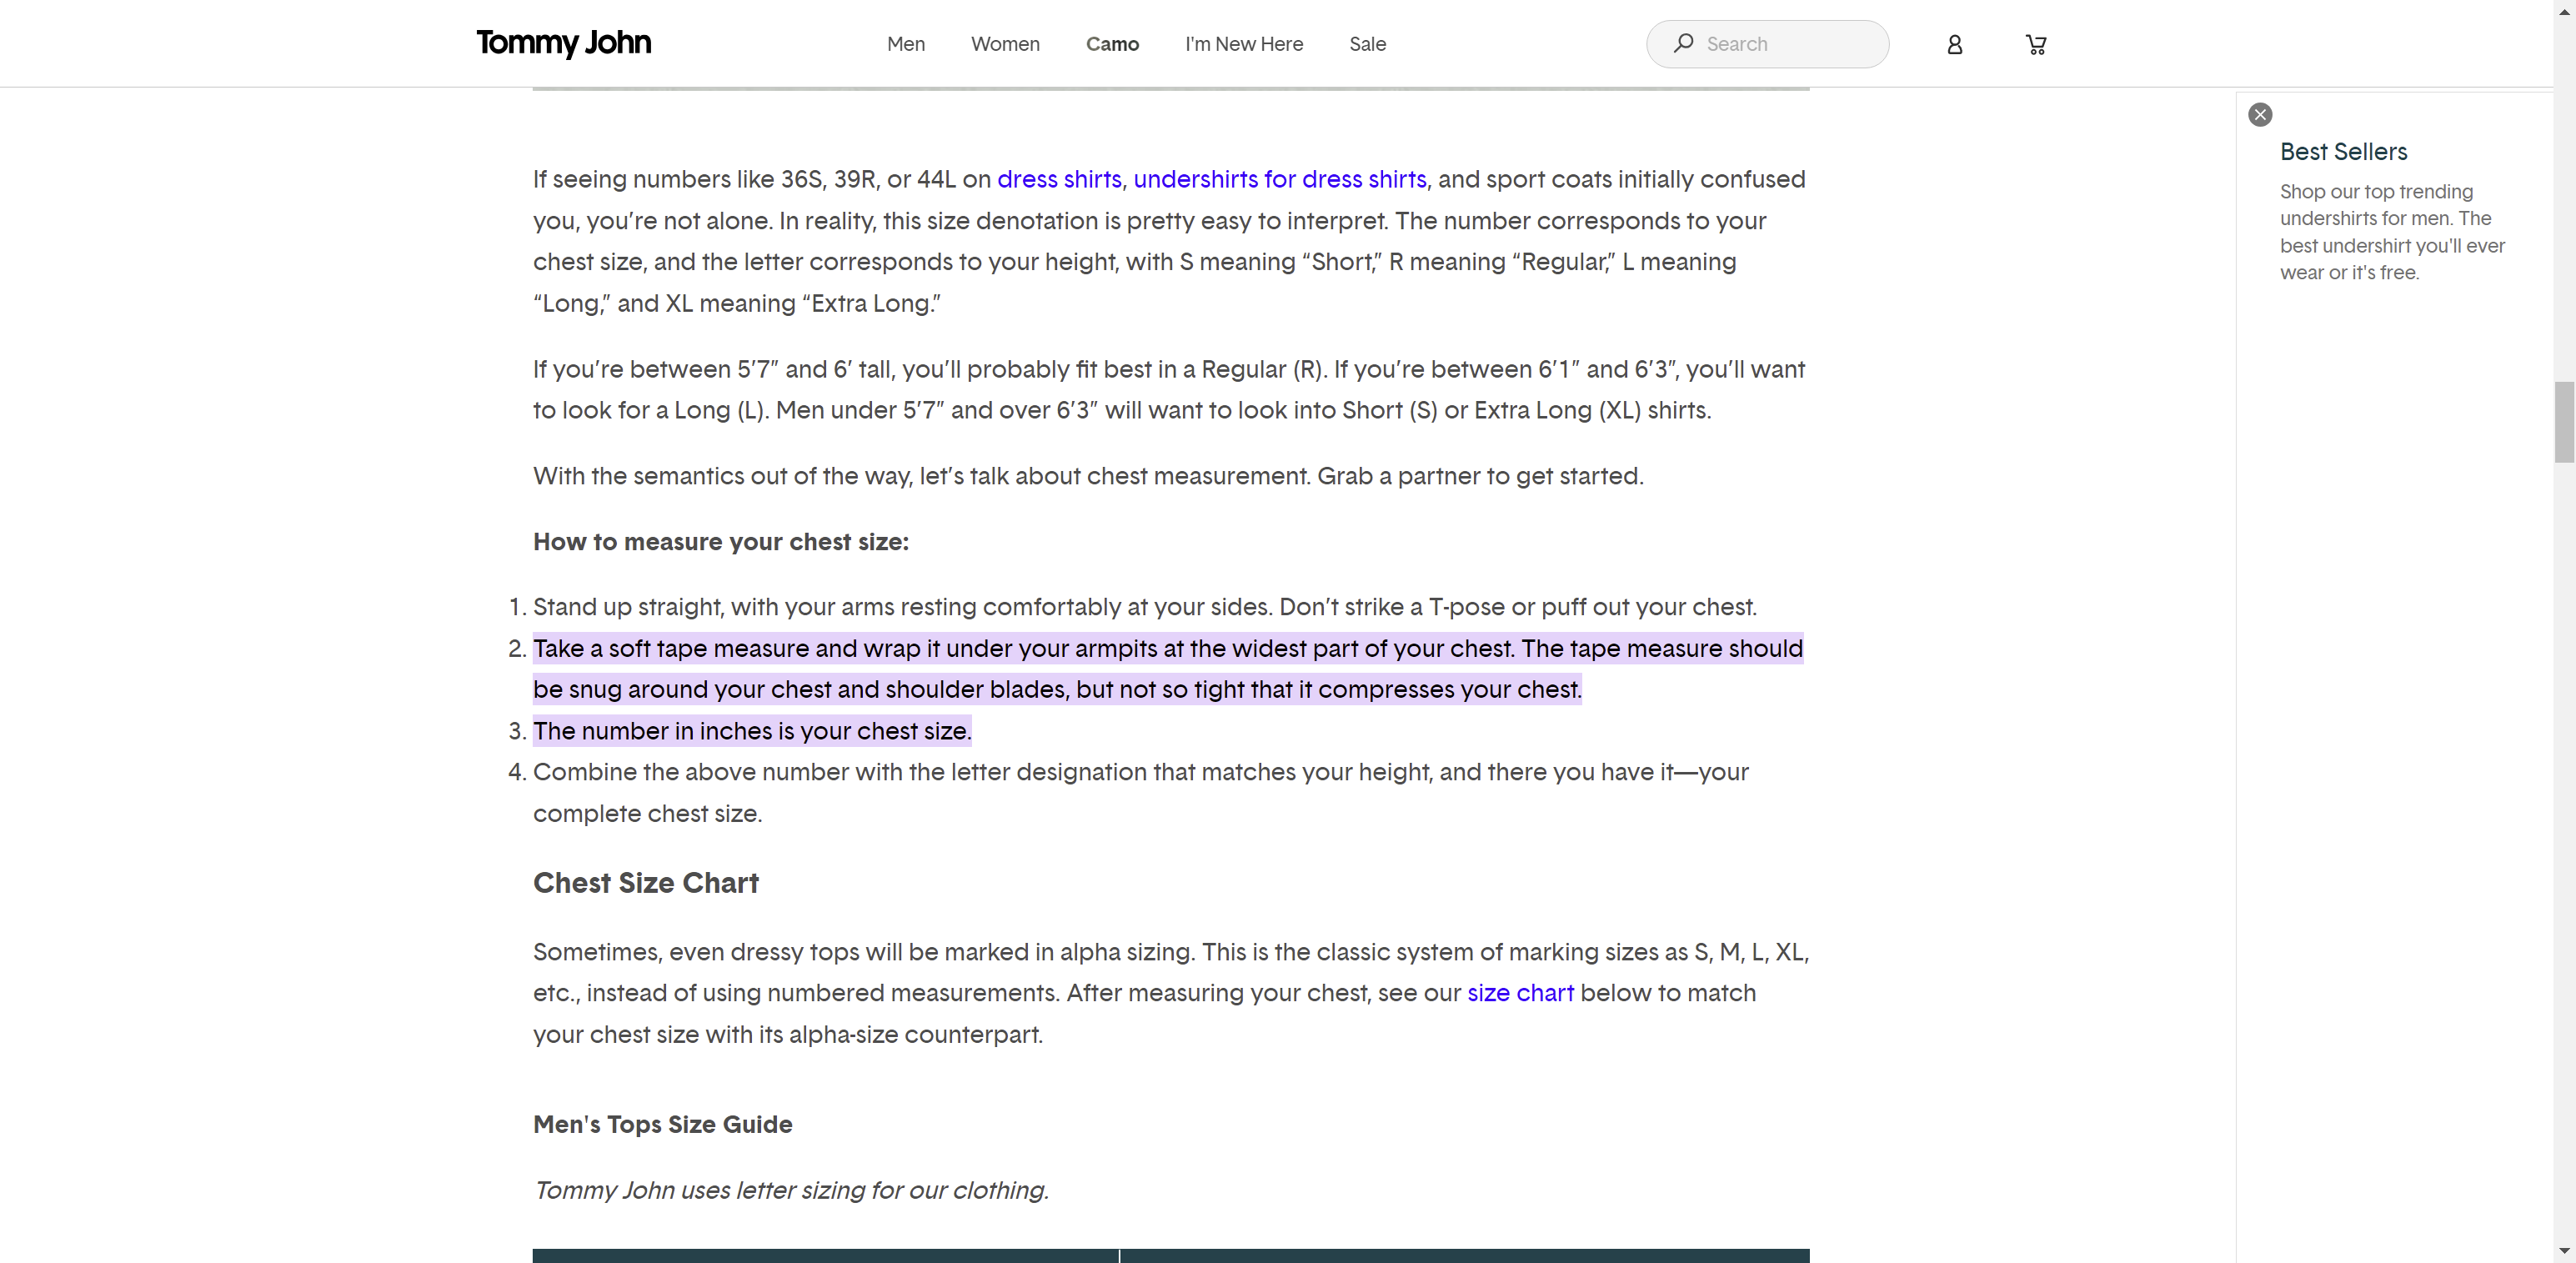 Tommy John
Men
Women
Camo
I'm New Here
Sale
Search
Best Sellers
Shop our top trending
undershirts for men. The
best undershirt you'll ever
wear or it's free.
If seeing numbers like 36S, 39R, or 44L on dress shirts, undershirts for dress shirts, and sport coats initially confused
you, you’re not alone. In reality, this size denotation is pretty easy to interpret. The number corresponds to your
chest size, and the letter corresponds to your height, with S meaning “Short,” R meaning “Regular,” L meaning
“Long,” and XL meaning “Extra Long.”
If you’re between 5’7” and 6’ tall, you’ll probably fit best in a Regular (R). If you’re between 6’1” and 6’3”, you’ll want
to look for a Long (L). Men under 5’7” and over 6’3” will want to look into Short (S) or Extra Long (XL) shirts.
With the semantics out of the way, let’s talk about chest measurement. Grab a partner to get started.
How to measure your chest size:
1. Stand up straight, with your arms resting comfortably at your sides. Don’t strike a T-pose or puff out your chest.
2. Take a soft tape measure and wrap it under your armpits at the widest part of your chest. The tape measure should
be snug around your chest and shoulder blades, but not so tight that it compresses your chest.
3. The number in inches is your chest size.
4. Combine the above number with the letter designation that matches your height, and there you have it—your
complete chest size.
Chest Size Chart
Sometimes, even dressy tops will be marked in alpha sizing. This is the classic system of marking sizes as S, M, L, XL,
etc., instead of using numbered measurements. After measuring your chest, see our size chart below to match
your chest size with its alpha-size counterpart.
Men's Tops Size Guide
Tommy John uses letter sizing for our clothing.